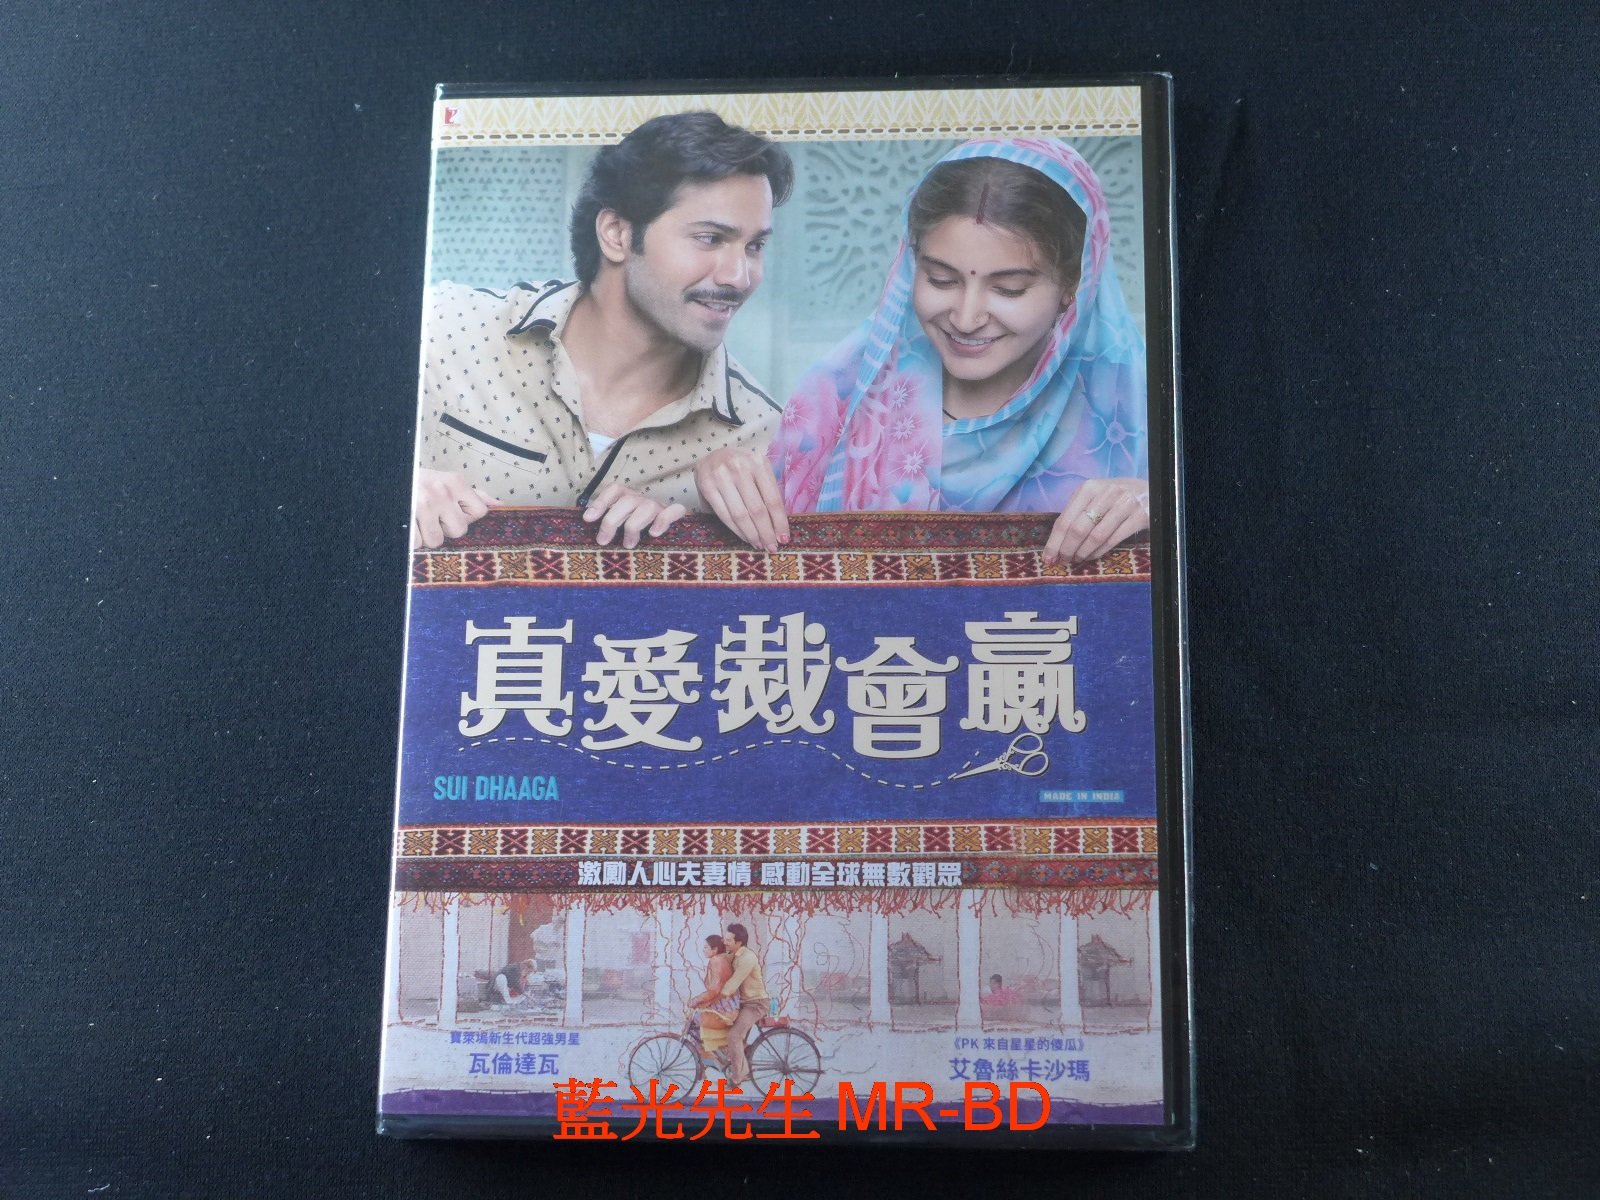 真愛裁會贏
SUI DHAAGA
MADE IN INDIA
激勵人心夫妻情 感動全球無數觀眾
寶萊塢新生代超強男星
瓦倫達瓦
《PK 來自星星的傻瓜》
艾魯絲卡沙瑪
藍光先生 MR-BD